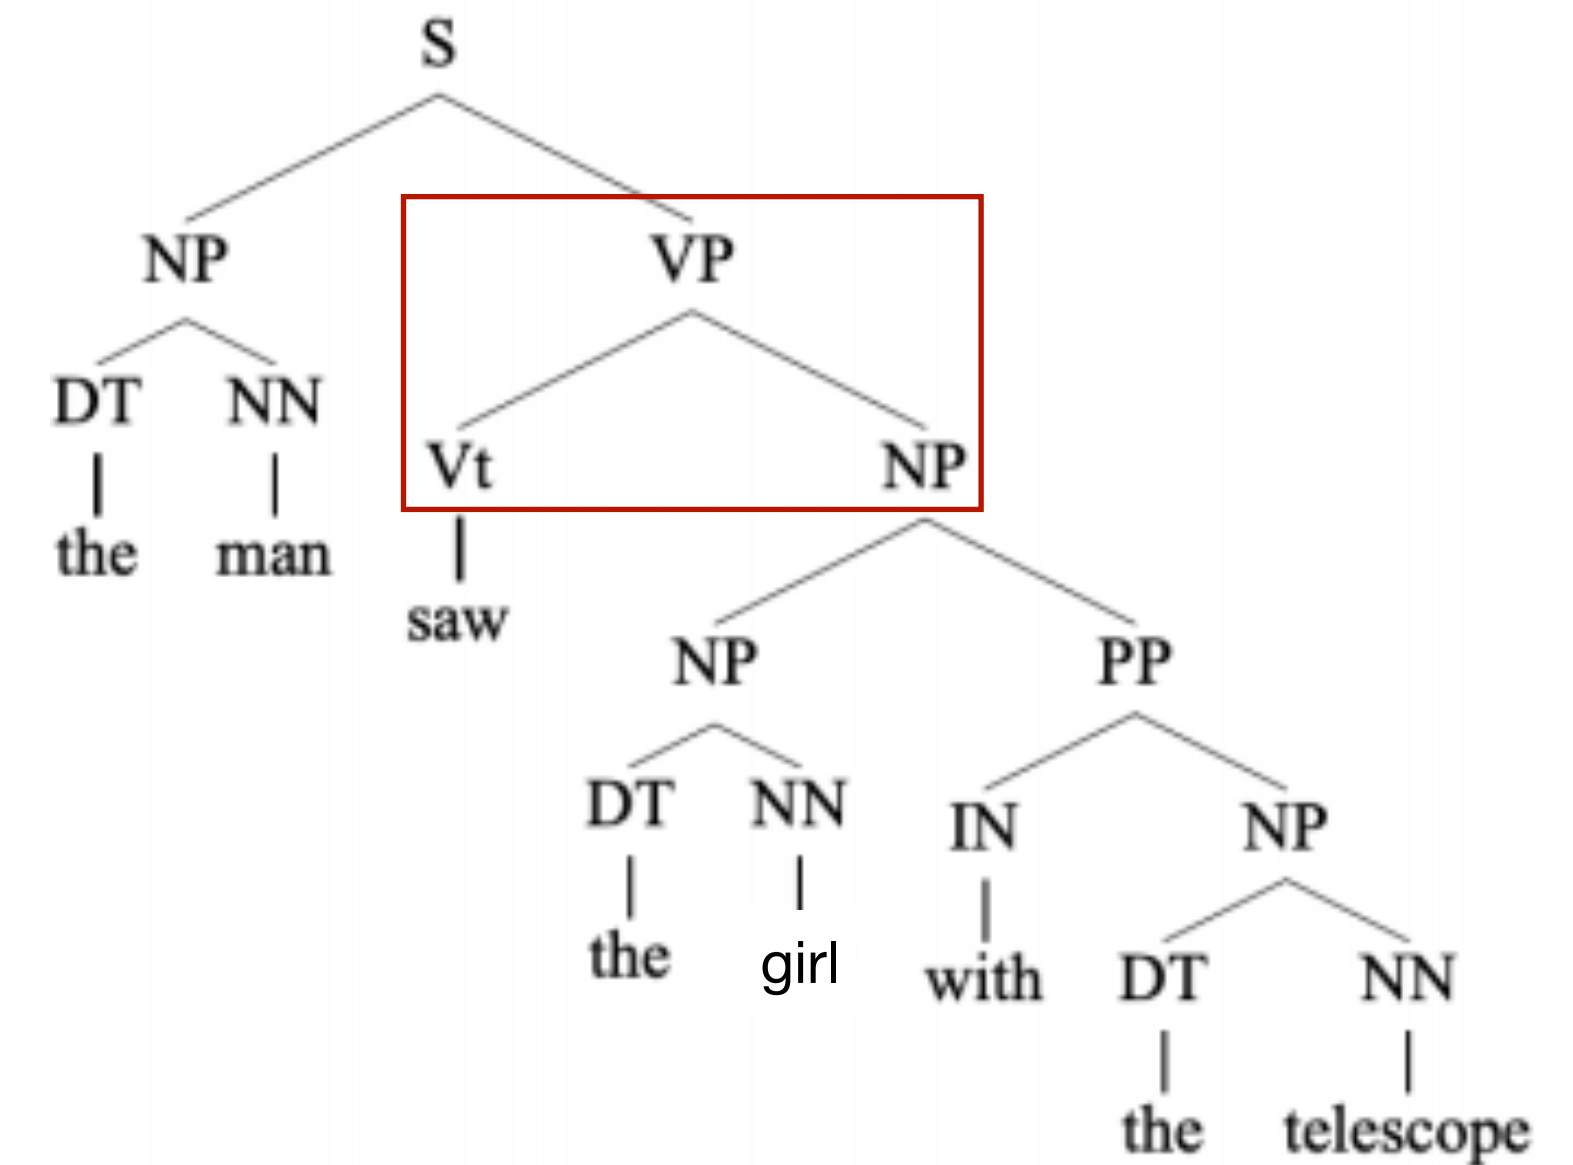 S
NP VP
DT NN Vt NP
the man saw
NP PP
DT NN IN NP
the girl with DT NN
the telescope